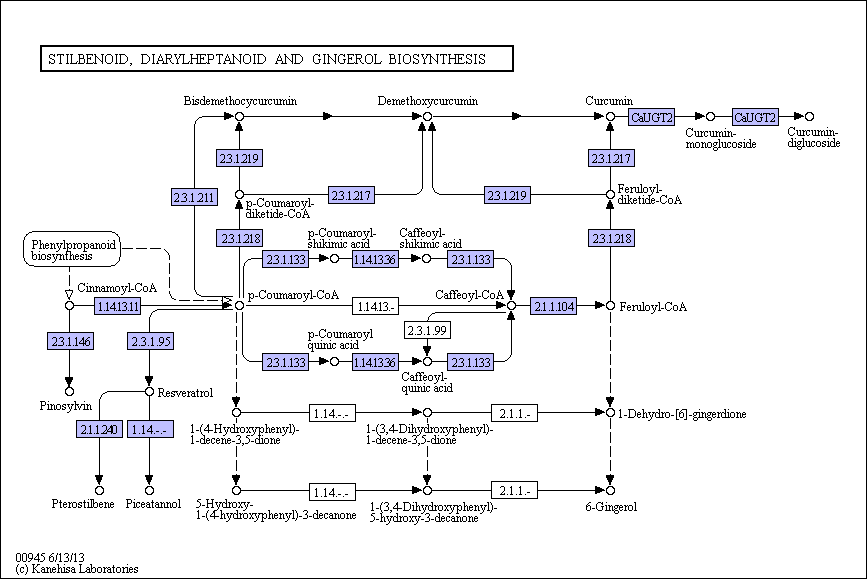 STILBENOID, DIARYLHEPTANOID AND GINGEROL BIOSYNTHESIS
Bisdemethocycurcumin
Demethoxycurcumin
Curcumin
CaUGT2
CaUGT2
Curcumin-
monoglucoside
Curcumin-
diglucoside
2.3.1.219
2.3.1.217
2.3.1.211
p-Coumaroyl-
diketide-CoA
2.3.1.217
2.3.1.219
Feruloyl-
diketide-CoA
Phenylpropanoid
biosynthesis
2.3.1.218
p-Coumaroyl-
shikimic acid
Caffeoyl-
shikimic acid
2.3.1.218
2.3.1.133
1.14.13.36
2.3.1.133
Cinnamoyl-CoA
p-Coumaroyl-CoA
Caffeoyl-CoA
1.14.13.11
1.14.13.-
2.1.1.104
Feruloyl-CoA
2.3.1.99
2.3.1.146
2.3.1.95
p-Coumaroyl
quinic acid
2.3.1.133
1.14.13.36
2.3.1.133
Caffeoyl-
quinic acid
Pinosylvin
Resveratrol
1.14.-.-
2.1.1.-
1-Dehydro-[6]-gingerdione
2.1.1.240
1.14.-.-
1-(4-Hydroxyphenyl)-
1-decene-3,5-dione
1-(3,4-Dihydroxyphenyl)-
1-decene-3,5-dione
1.14.-.-
2.1.1.-
Pterostilbene
Piceatannol
5-Hydroxy-
1-(4-hydroxyphenyl)-3-decanone
1-(3,4-Dihydroxyphenyl)-
5-hydroxy-3-decanone
6-Gingerol
00945 6/13/13
(c) Kanehisa Laboratories